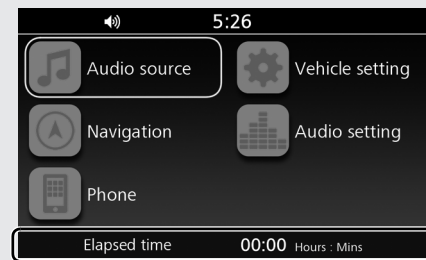 5:26
Audio source
Vehicle setting
Navigation
Audio setting
Phone
Elapsed time 00:00 Hours : Mins